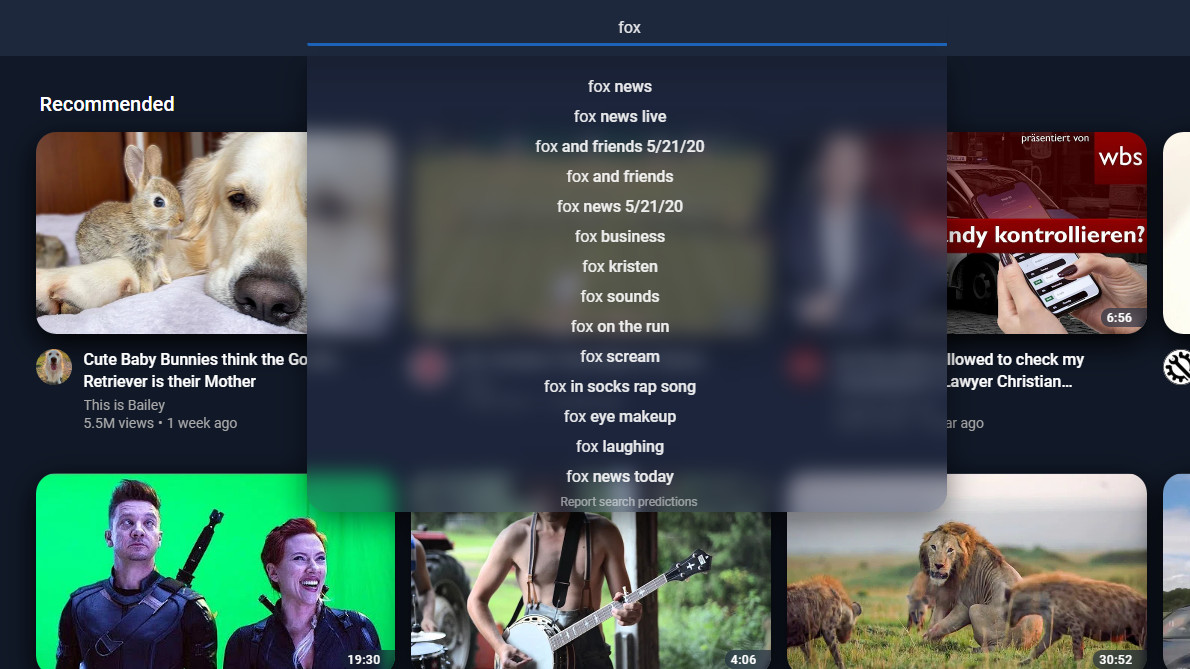 fox
Recommended
fox news
fox news live
fox and friends 5/21/20
fox and friends
fox news 5/21/20
fox business
fox kristen
fox sounds
fox on the run
fox scream
fox in socks rap song
fox eye makeup
fox laughing
fox news today
Report search predictions
Cute Baby Bunnies think the Go
Retriever is their Mother
This is Bailey
5.5M views • 1 week ago
präsentiert von
wbs
ndy kontrollieren?
6:56
llowed to check my
awyer Christian...
ar ago
19:30
4:06
30:52